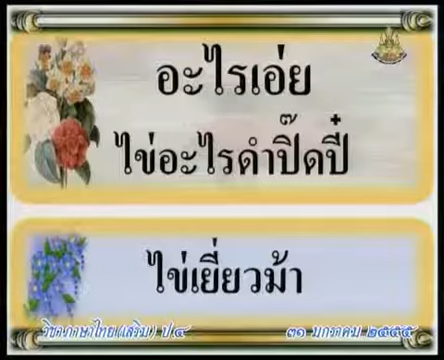 อะไรเอ่ย
ไข่อะไรดำปิ๊ดปี๋
ไข่เยี่ยวม้า
วิชาภาษาไทย (เสริม) ป ๔
๓๑ มกราคม ๒๕๕๕